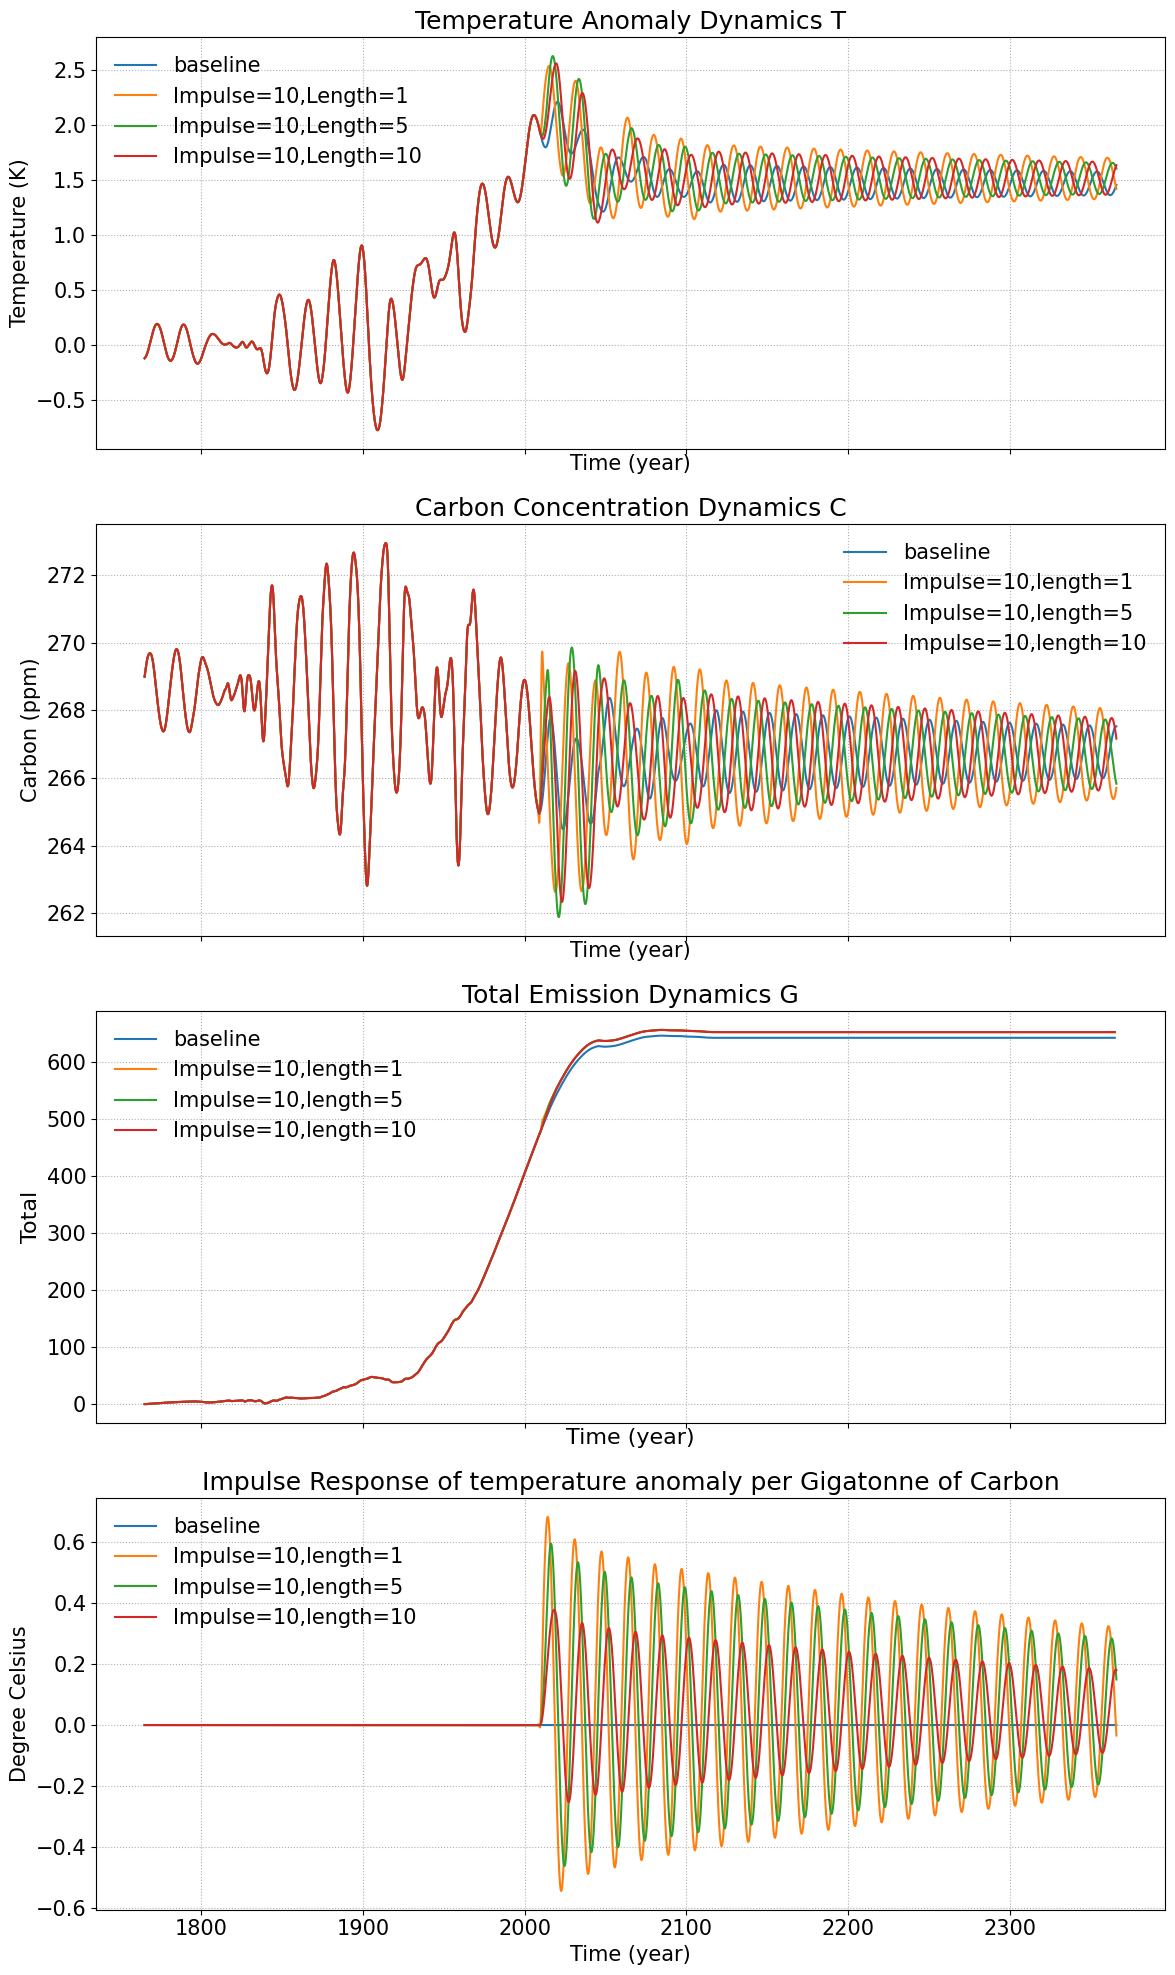 Temperature Anomaly Dynamics T
2.5
2.0
1.5
1.0
0.5
0.0
−0.5
Temperature (K)
baseline
Impulse=10,Length=1
Impulse=10,Length=5
Impulse=10,Length=10
Time (year)
Carbon Concentration Dynamics C
272
270
268
266
264
262
Carbon (ppm)
baseline
Impulse=10,length=1
Impulse=10,length=5
Impulse=10,length=10
Time (year)
Total Emission Dynamics G
600
500
400
300
200
100
0
Total
baseline
Impulse=10,length=1
Impulse=10,length=5
Impulse=10,length=10
Time (year)
Impulse Response of temperature anomaly per Gigatonne of Carbon
0.6
0.4
0.2
0.0
−0.2
−0.4
−0.6
Degree Celsius
baseline
Impulse=10,length=1
Impulse=10,length=5
Impulse=10,length=10
1800 1900 2000 2100 2200 2300
Time (year)